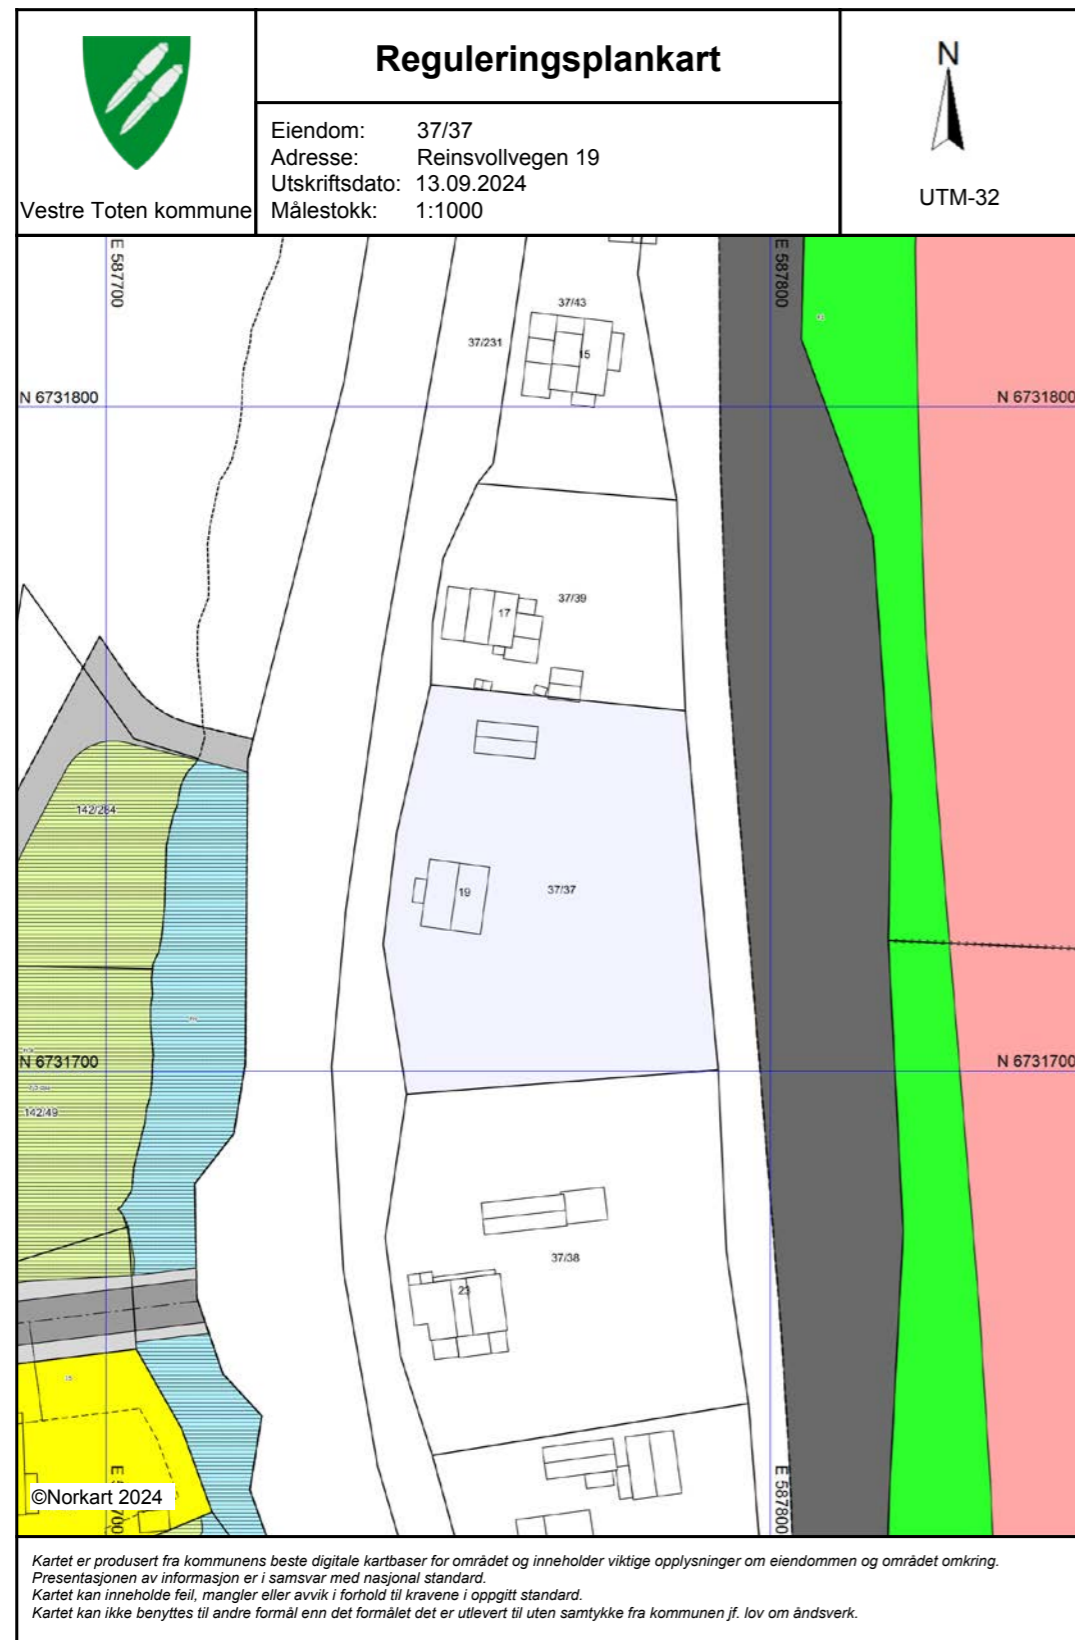 Vestre Toten kommune
Reguleringsplankart
Eiendom: 37/37
Adresse: Reinsvollvegen 19
Utskriftsdato: 13.09.2024
Målestokk: 1:1000
N
UTM-32
E 587700
E 587800
37/43
37/231
15
N 6731800
N 6731800
37/39
17
142/264
19
37/37
N 6731700
N 6731700
142/49
37/38
23
E 587800
©Norkart 2024
Kartet er produsert fra kommunens beste digitale kartbaser for området og inneholder viktige opplysninger om eiendommen og området omkring.
Presentasjonen av informasjon er i samsvar med nasjonal standard.
Kartet kan inneholde feil, mangler eller avvik i forhold til kravene i oppgitt standard.
Kartet kan ikke benyttes til andre formål enn det formålet det er utlevert til uten samtykke fra kommunen jf. lov om åndsverk.